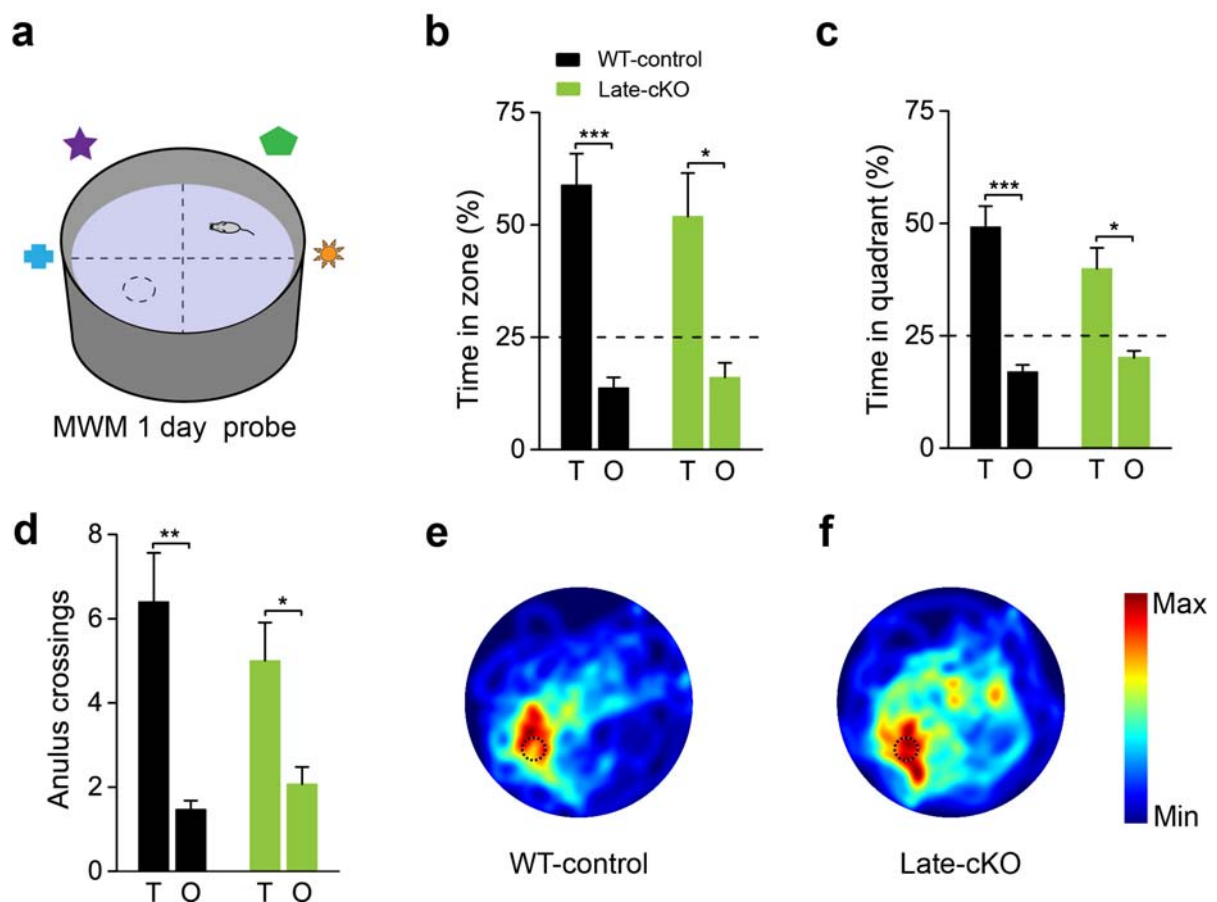 a
MWM 1 day probe
b
WT-control
Late-cKO
Time in zone (%)
75
50
25
0
***
*
T O T O
c
Time in quadrant (%)
75
50
25
0
***
*
T O T O
d
Anulus crossings
8
6
4
2
0
**
*
T O T O
e
WT-control
f
Late-cKO
Max
Min